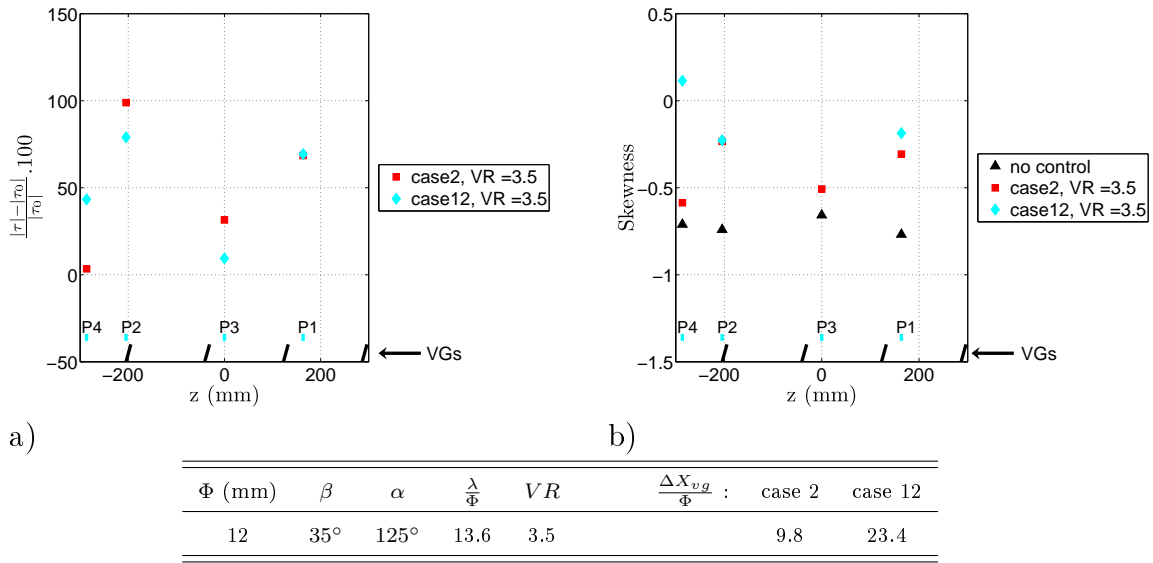 150
100
50
0
−50
|τ|−|τ₀| / |τ₀| .100
P4 P2 P3 P1
−200 0 200
z (mm)
VGs
case2, VR =3.5
case12, VR =3.5
a)
0.5
0
−0.5
−1
−1.5
Skewness
P4 P2 P3 P1
−200 0 200
z (mm)
VGs
no control
case2, VR =3.5
case12, VR =3.5
b)
Φ (mm) β α λ/Φ VR ΔX_vg/Φ : case 2 case 12
12 35° 125° 13.6 3.5 9.8 23.4